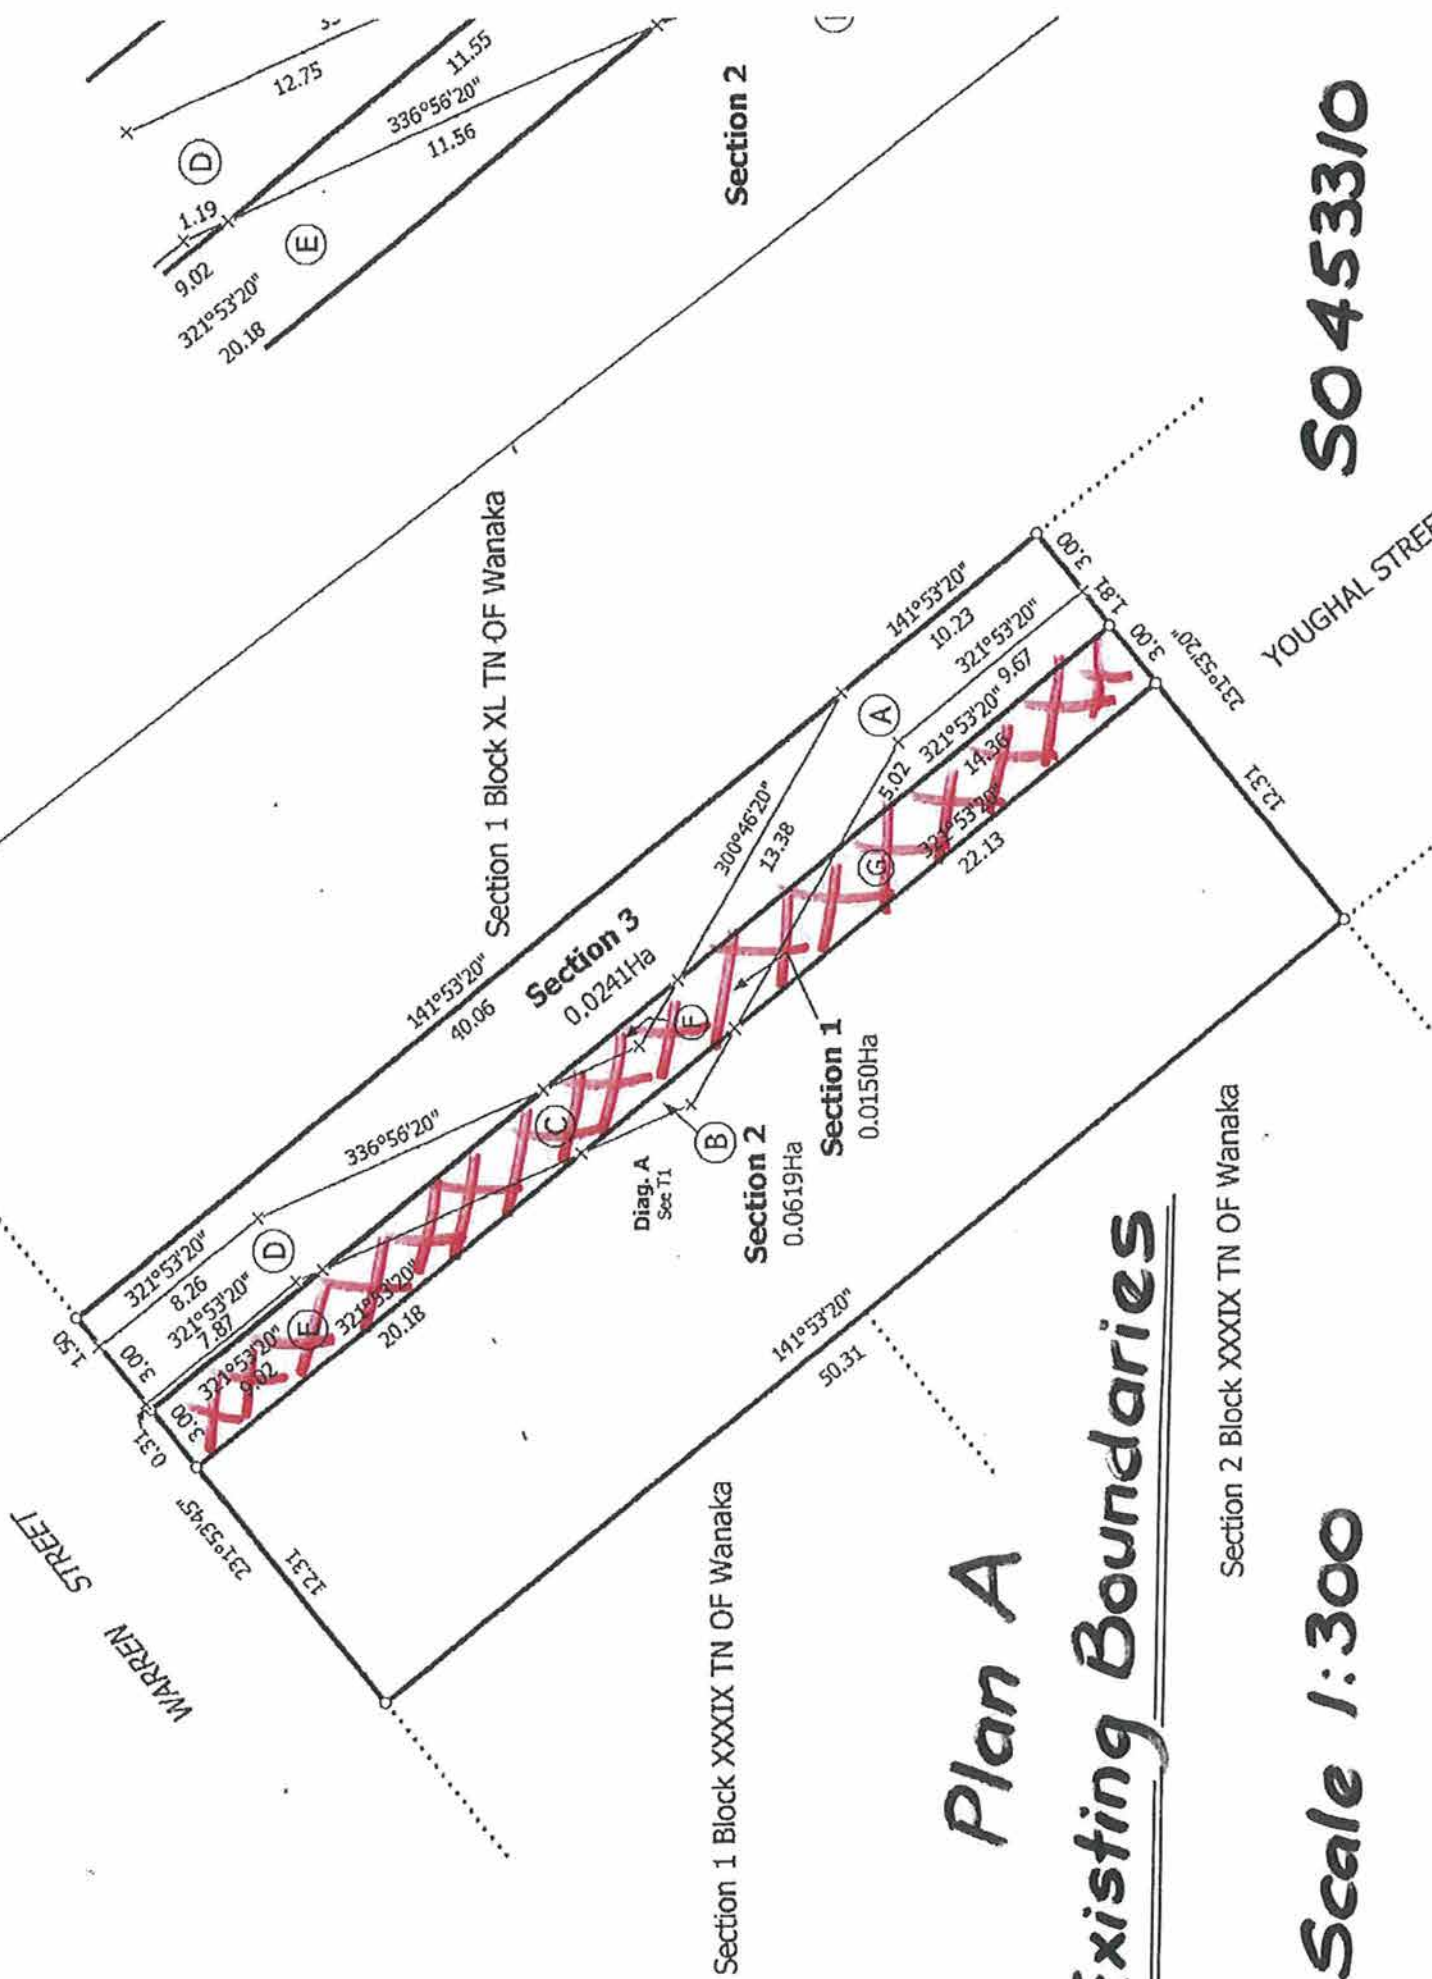 12.75
11.55
336°56'20"
11.56
D
1.19
E
9.02
321°53'20"
20.18
Section 2
SO 453310
Section 1 Block XL TN OF Wanaka
141°53'20"
10.23
3.00
1.81
3.00
231°53'20"
YOUGHAL STREE
321°53'20"
9.67
A
321°53'20"
14.36
5.02
300°46'20"
13.38
G
321°53'20"
22.13
12.31
141°53'20"
40.06
Section 3
0.0241Ha
F
C
B
Diag. A
See T1
Section 1
0.0150Ha
Section 2
0.0619Ha
336°56'20"
321°53'20"
8.26
D
321°53'20"
7.87
1.50
3.00
321°53'20"
9.02
E
321°53'20"
20.18
3.00
0.31
231°53'45"
12.31
WARREN STREET
141°53'20"
50.31
Section 1 Block XXXIX TN OF Wanaka
Section 2 Block XXXIX TN OF Wanaka
Plan A
xisting Boundaries
Scale 1:300